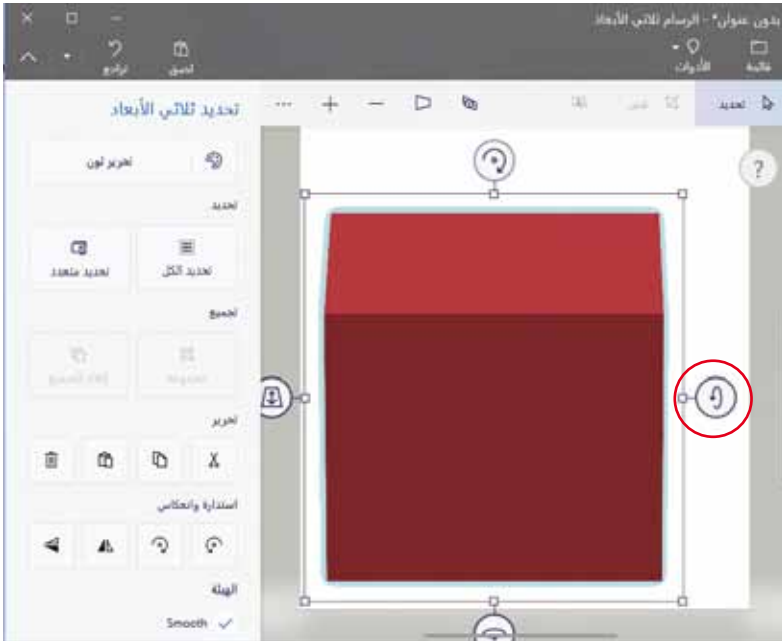 بدون عنوان* - الرسام ثلاثي الأبعاد
قائمة
الأدوات
لصق
تراجع
تحديد
?
تحديد ثلاثي الأبعاد
تحرير لون
تحديد
تحديد الكل
تحديد متعدد
تجميع
مجموعة
تحرير
استدارة وانعكاس
الهيئة
Smooth